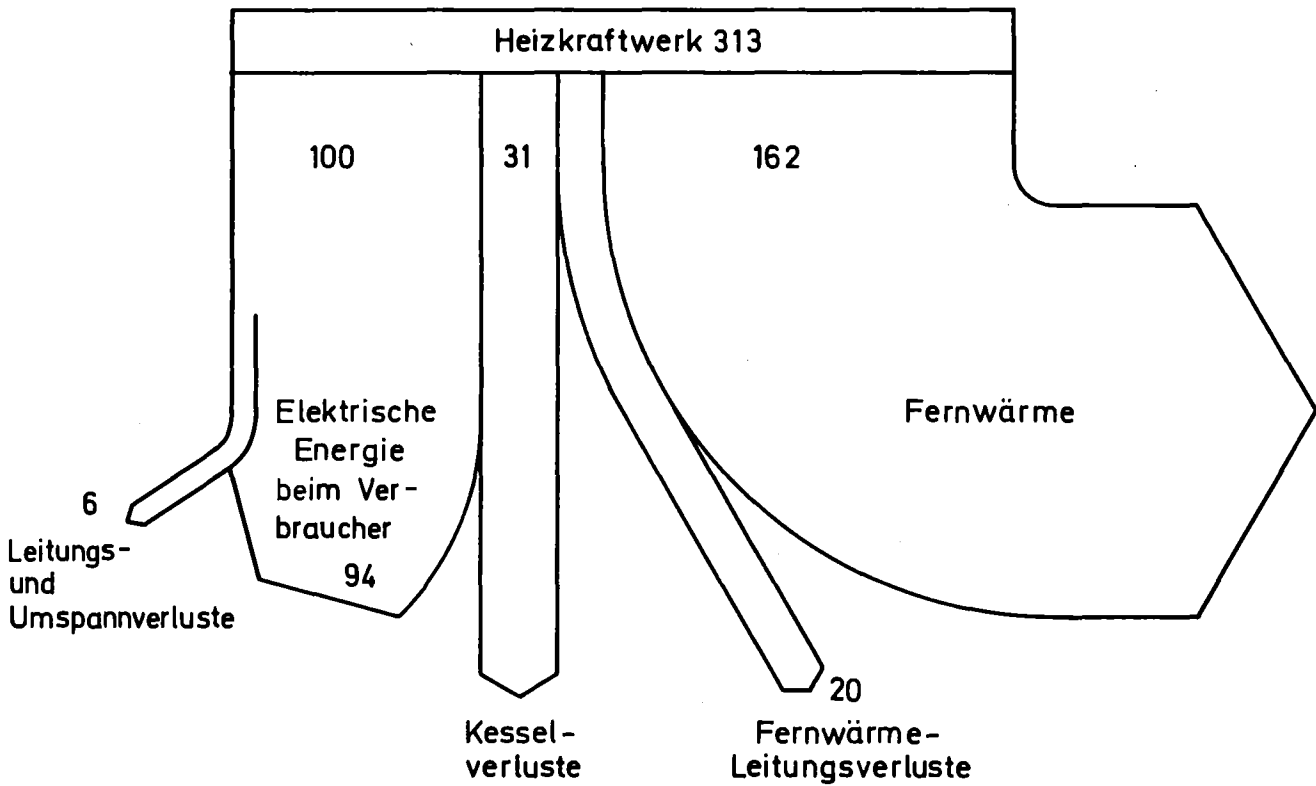 Heizkraftwerk 313
100
31
162
Elektrische
Energie
beim Ver-
braucher
94
Fernwärme
6
Leitungs-
und
Umspannverluste
20
Kessel-
verluste
Fernwärme-
Leitungsverluste